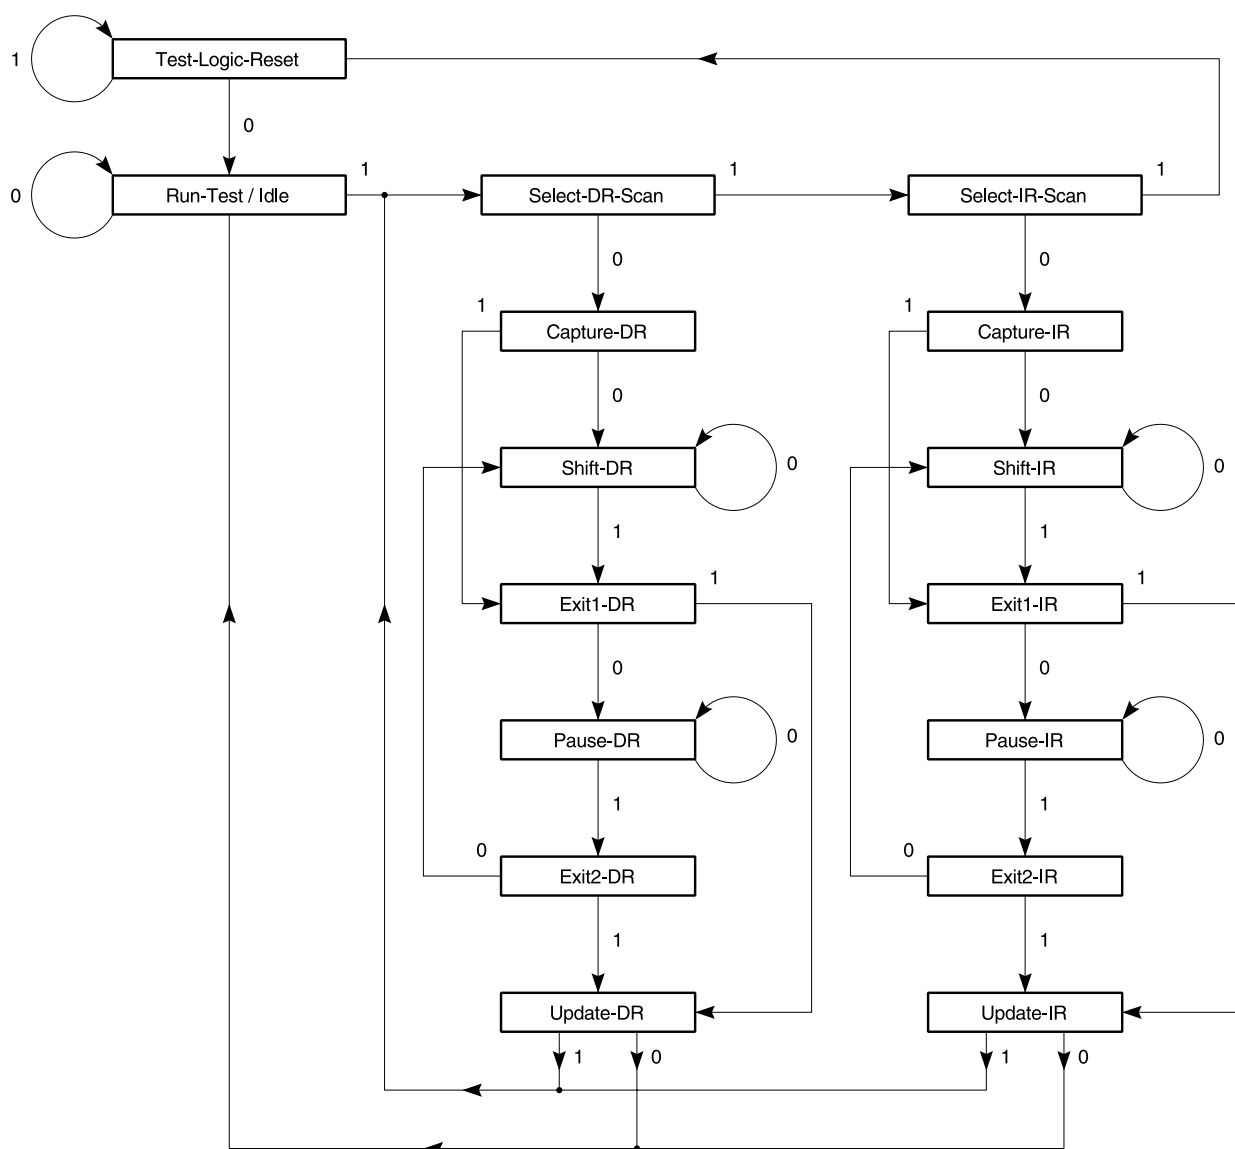 1
Test-Logic-Reset
0
0
Run-Test / Idle
1
Select-DR-Scan
1
Select-IR-Scan
1
0
0
1
Capture-DR
1
Capture-IR
0
0
Shift-DR
0
Shift-IR
0
1
1
Exit1-DR
1
Exit1-IR
1
0
0
Pause-DR
0
Pause-IR
0
1
1
0
Exit2-DR
0
Exit2-IR
1
1
Update-DR
Update-IR
1
0
1
0